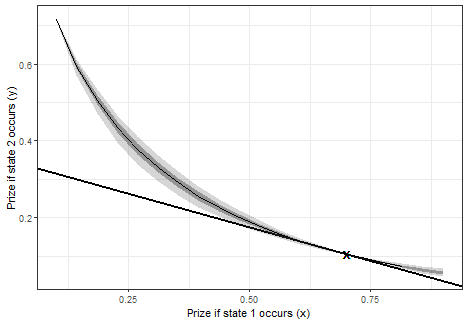 Prize if state 2 occurs (y)
0.6
0.4
0.2
x
0.25
0.50
0.75
Prize if state 1 occurs (x)